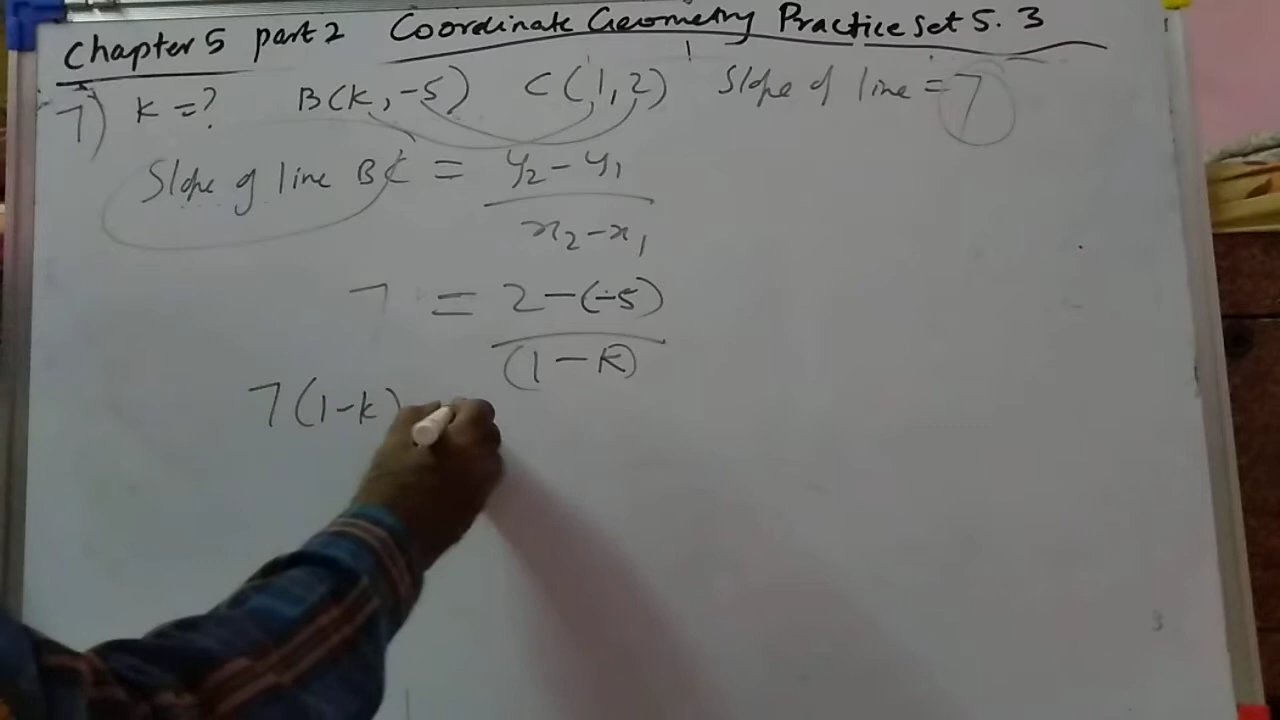 Chapter 5 part 2 Coordinate Geometry Practice Set 5.3
7) K =? B(K,-5) C(1,2) Slope of line = 7
Slope of line BC = y₂-y₁
x₂-x₁
7 = 2-(-5)
(1-K)
7(1-k)